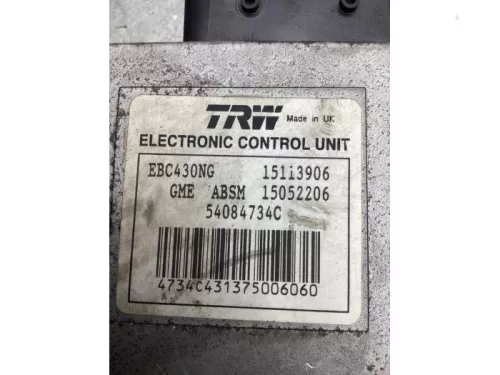 TRW Made in UK
ELECTRONIC CONTROL UNIT
EBC430NG 15113906
GME ABSM 15052206
54084734C
4734C431375006060